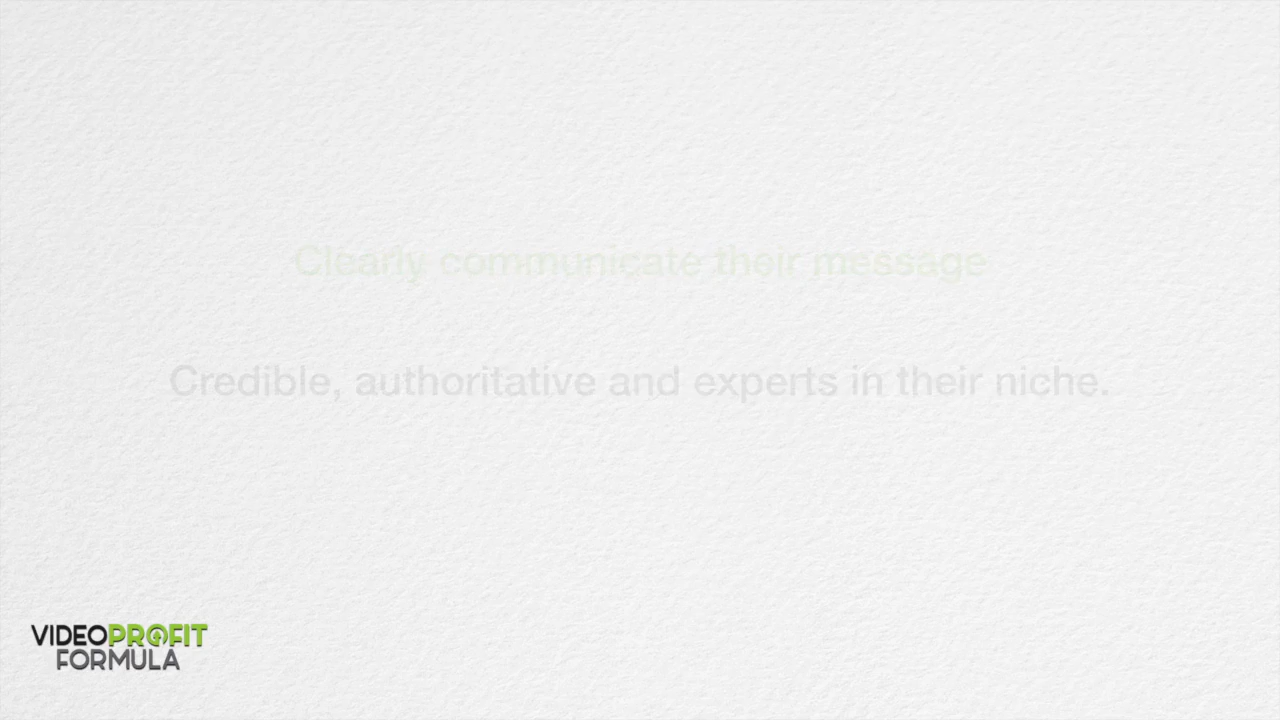 Clearly communicate their message
Credible, authoritative and experts in their niche.
VIDEOPROFIT
FORMULA